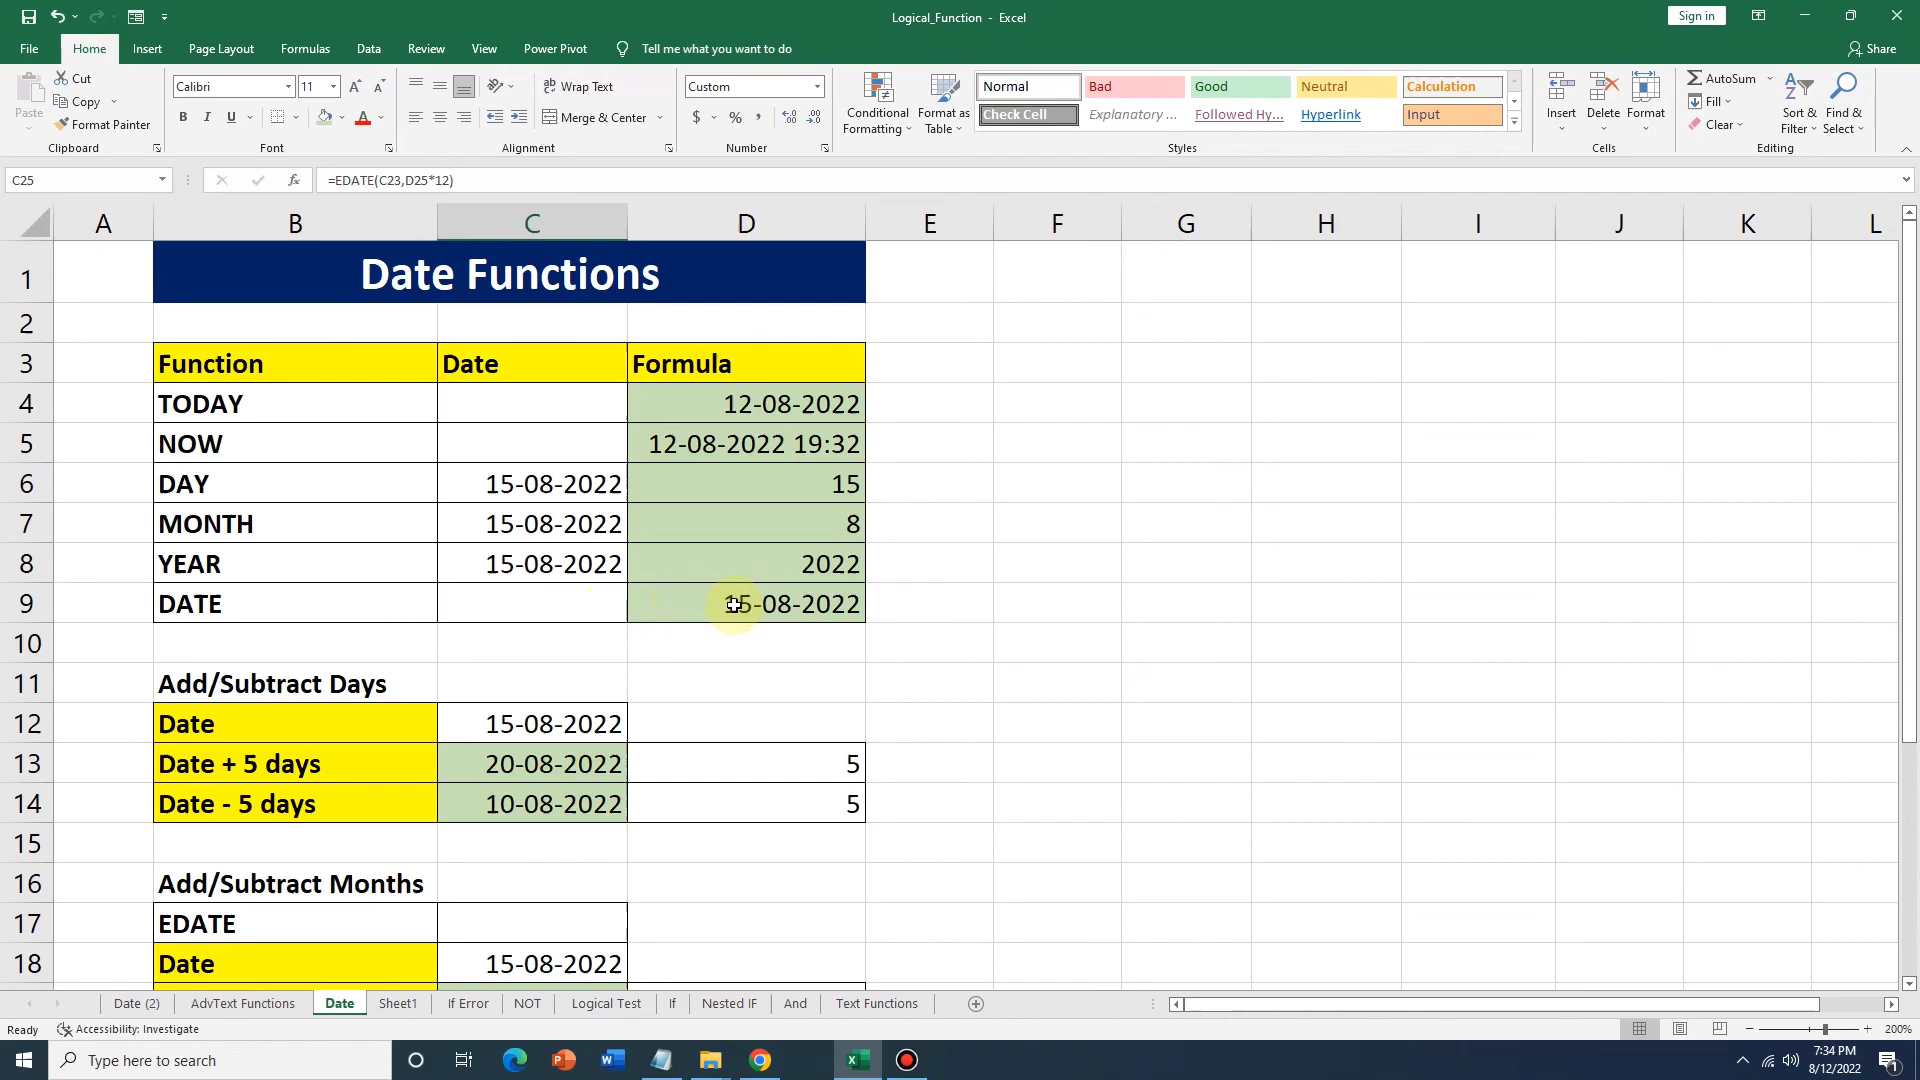 Logical_Function - Excel
Sign in
File Home Insert Page Layout Formulas Data Review View Power Pivot Tell me what you want to do Share
Paste
Cut
Copy
Format Painter
Clipboard
Calibri 11
B I U
Font
Wrap Text
Merge & Center
Alignment
Custom
$ % ,
Number
Conditional Formatting
Format as Table
Normal Bad Good Neutral Calculation
Check Cell Explanatory ... Followed Hy... Hyperlink Input
Styles
Insert Delete Format
Cells
AutoSum
Fill
Clear
Sort & Filter
Find & Select
Editing
C25 fx =EDATE(C23,D25*12)
A B C D E F G H I J K L
1 Date Functions
2
3 Function Date Formula
4 TODAY 12-08-2022
5 NOW 12-08-2022 19:32
6 DAY 15-08-2022 15
7 MONTH 15-08-2022 8
8 YEAR 15-08-2022 2022
9 DATE 15-08-2022
10
11 Add/Subtract Days
12 Date 15-08-2022
13 Date + 5 days 20-08-2022 5
14 Date - 5 days 10-08-2022 5
15
16 Add/Subtract Months
17 EDATE
18 Date 15-08-2022
Date (2) AdvText Functions Date Sheet1 If Error NOT Logical Test If Nested IF And Text Functions
Ready Accessibility: Investigate 200%
Type here to search
7:34 PM
8/12/2022